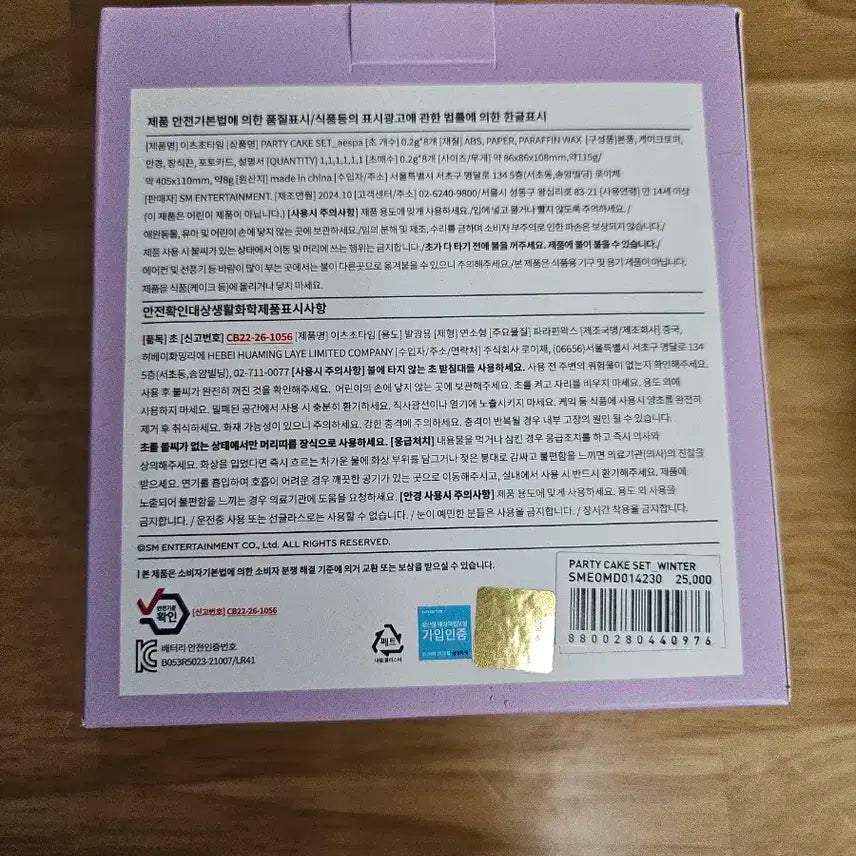 제품 안전기본법에 의한 품질표시/식품등의 표시광고에 관한 법률에 의한 한글표시
[제품명] 이츠초타임 [상품명] PARTY CAKE SET_aespa [초 개수] 0.2g*8개 [재질] ABS, PAPER, PARAFFIN WAX [구성품]본품, 케이크토퍼,
안경, 장식끈, 포토카드, 설명서 (QUANTITY) 1,1,1,1,1,1 [초매수] 0.2g*8개 [사이즈/무게] 약 86x86x108mm,약115g/
약 405x110mm, 약8g [원산지] made in china [수입자/주소] 서울특별시 서초구 명달로 134 5층(서초동,송암빌딩) 로이체
[판매자] SM ENTERTAINMENT. [제조연월] 2024.10 [고객센터/주소] 02-6240-9800/서울시 성동구 왕십리로 83-21 [사용연령] 만 14세 이상
(이 제품은 어린이 제품이 아닙니다.) [사용시 주의사항] 제품 용도에 맞게 사용하세요./입에 넣고 물거나 핥지 않도록 주의하세요./
애완동물, 유아 및 어린이 손에 닿지 않는 곳에 보관하세요./임의 분해 및 제조, 수리를 금하며 소비자 부주의로 인한 파손은 보상되지 않습니다./
제품 사용 시 불씨가 있는 상태에서 이동 및 머리에 쓰는 행위는 금지합니다./초가 다 타기 전에 불을 꺼주세요. 제품에 불이 붙을 수 있습니다./
에어컨 및 선풍기 등 바람이 많이 부는 곳에서는 불이 다른곳으로 옮겨붙을 수 있으니 주의해주세요./본 제품은 식품용 기구 및 용기 제품이 아닙니다.
제품을 식품(케이크 등)에 올리거나 닿지 마세요.
안전확인대상생활화학제품표시사항
[품목] 초 [신고번호] CB22-26-1056 [제품명] 이츠초타임 [용도] 발광용 [제형] 연소형 [주요물질] 파라핀왁스 [제조국명/제조회사] 중국,
허베이화밍라예 HEBEI HUAMING LAYE LIMITED COMPANY [수입자/주소/연락처] 주식회사 로이체, (06656)서울특별시 서초구 명달로 134
5층(서초동,송암빌딩), 02-711-0077 [사용시 주의사항] 불에 타지 않는 초 받침대를 사용하세요. 사용 전 주변의 위험물이 없는지 확인해주세요.
사용 후 불씨가 완전히 꺼진 것을 확인해주세요. 어린이의 손에 닿지 않는 곳에 보관해주세요. 초를 켜고 자리를 비우지 마세요. 용도 외에
사용하지 마세요. 밀폐된 공간에서 사용 시 충분히 환기하세요. 직사광선이나 열기에 노출시키지 마세요. 케익 등 식품에 사용시 양초를 완전히
제거 후 취식하세요. 화재 가능성이 있으니 주의하세요. 강한 충격에 주의하세요. 충격이 반복될 경우 내부 고장의 원인 될 수 있습니다.
초를 불씨가 없는 상태에서만 머리띠를 장식으로 사용하세요. [응급처치] 내용물을 먹거나 삼킨 경우 응급조치를 하고 즉시 의사와
상의해주세요. 화상을 입었다면 즉시 흐르는 차가운 물에 화상 부위를 담그거나 젖은 붕대로 감싸고 불편함을 느끼면 의료기관(의사)의 진찰을
받으세요. 연기를 흡입하여 호흡이 어려운 경우 깨끗한 공기가 있는 곳으로 이동해주시고, 실내에서 사용 시 반드시 환기해주세요. 제품에
노출되어 불편함을 느끼는 경우 의료기관에 도움을 요청하세요. [안경 사용시 주의사항] 제품 용도에 맞게 사용하세요. 용도 외 사용을
금지합니다. / 운전중 사용 또는 선글라스로는 사용할 수 없습니다. / 눈이 예민한 분들은 사용을 금지합니다. / 장시간 착용을 금지합니다.
©SM ENTERTAINMENT CO., Ltd. ALL RIGHTS RESERVED.
본 제품은 소비자기본법에 의한 소비자 분쟁 해결 기준에 의거 교환 또는 보상을 받을 수 있습니다.
PARTY CAKE SET_WINTER
SMEOMD014230 25,000
8800280440976
안전기준
확인
[신고번호] CB22-26-1056
배터리 안전인증번호
B053R5023-21007/LR41
페트
가입인증